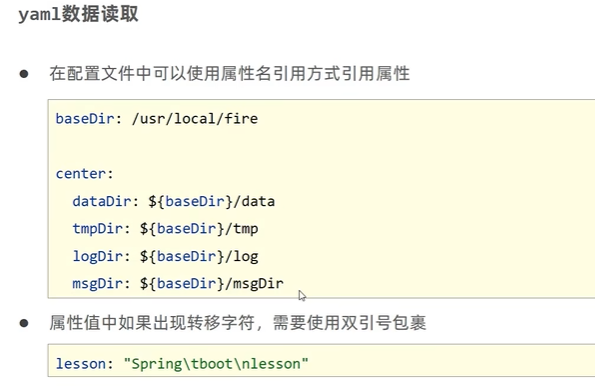 yaml数据读取
● 在配置文件中可以使用属性名引用方式引用属性
baseDir: /usr/local/fire
center:
dataDir: ${baseDir}/data
tmpDir: ${baseDir}/tmp
logDir: ${baseDir}/log
msgDir: ${baseDir}/msgDir
● 属性值中如果出现转移字符，需要使用双引号包裹
lesson: "Spring\tboot\nlesson"